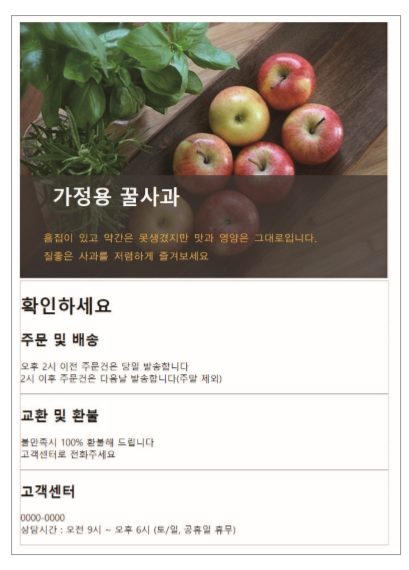 가정용 꿀사과
흠집이 있고 약간은 못생겼지만 맛과 영양은 그대로입니다.
질좋은 사과를 저렴하게 즐겨보세요
확인하세요
주문 및 배송
오후 2시 이전 주문건은 당일 발송합니다
2시 이후 주문건은 다음날 발송합니다(주말 제외)
교환 및 환불
불만족시 100% 환불해 드립니다
고객센터로 전화주세요
고객센터
0000-0000
상담시간 : 오전 9시 ~ 오후 6시 (토/일, 공휴일 휴무)